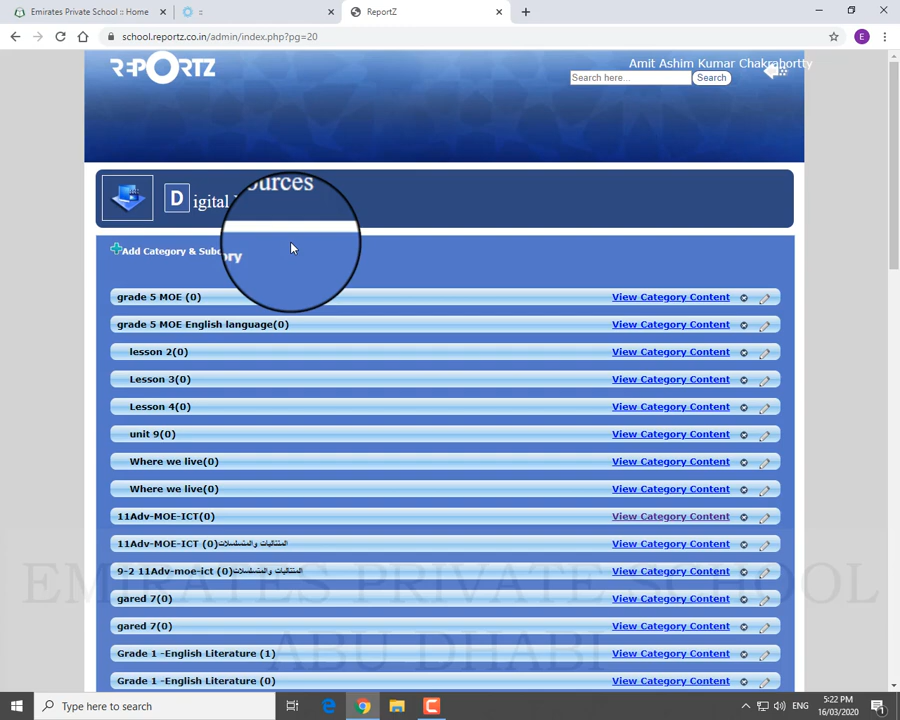 Emirates Private School :: Home
::
ReportZ
school.reportz.co.in/admin/index.php?pg=20
E
REPORTZ
Amit Ashim Kumar Chakrabortty
Search here...
Search
Digital
ources
Add Category & Subc
ory
grade 5 MOE (0) View Category Content
grade 5 MOE English language(0) View Category Content
lesson 2(0) View Category Content
Lesson 3(0) View Category Content
Lesson 4(0) View Category Content
unit 9(0) View Category Content
Where we live(0) View Category Content
Where we live(0) View Category Content
11Adv-MOE-ICT(0) View Category Content
11Adv-MOE-ICT (0)المتتاليات والمتسلسلات View Category Content
9-2 11Adv-moe-ict (0)المتتاليات والمتسلسلات View Category Content
gared 7(0) View Category Content
gared 7(0) View Category Content
Grade 1 -English Literature (1) View Category Content
Grade 1 -English Literature (0) View Category Content
EMIRATES PRIVATE SCHOOL
ABU DHABI
Type here to search
5:22 PM
16/03/2020
1